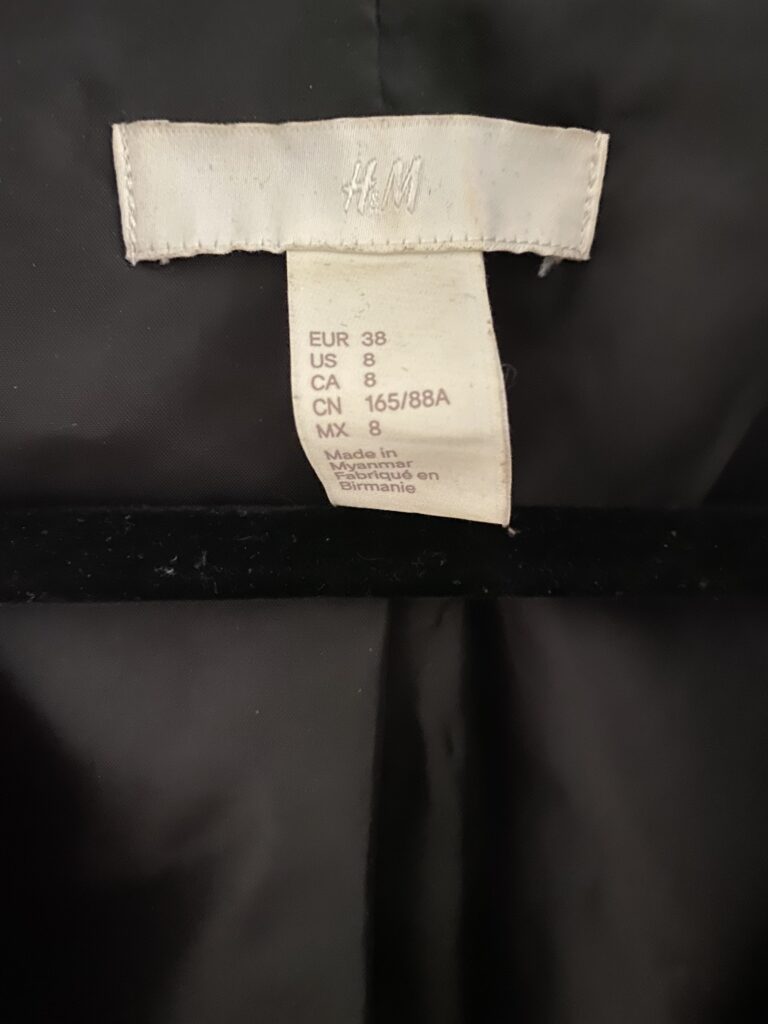 H&M
EUR 38
US 8
CA 8
CN 165/88A
MX 8
Made in
Myanmar
Fabriqué en
Birmanie